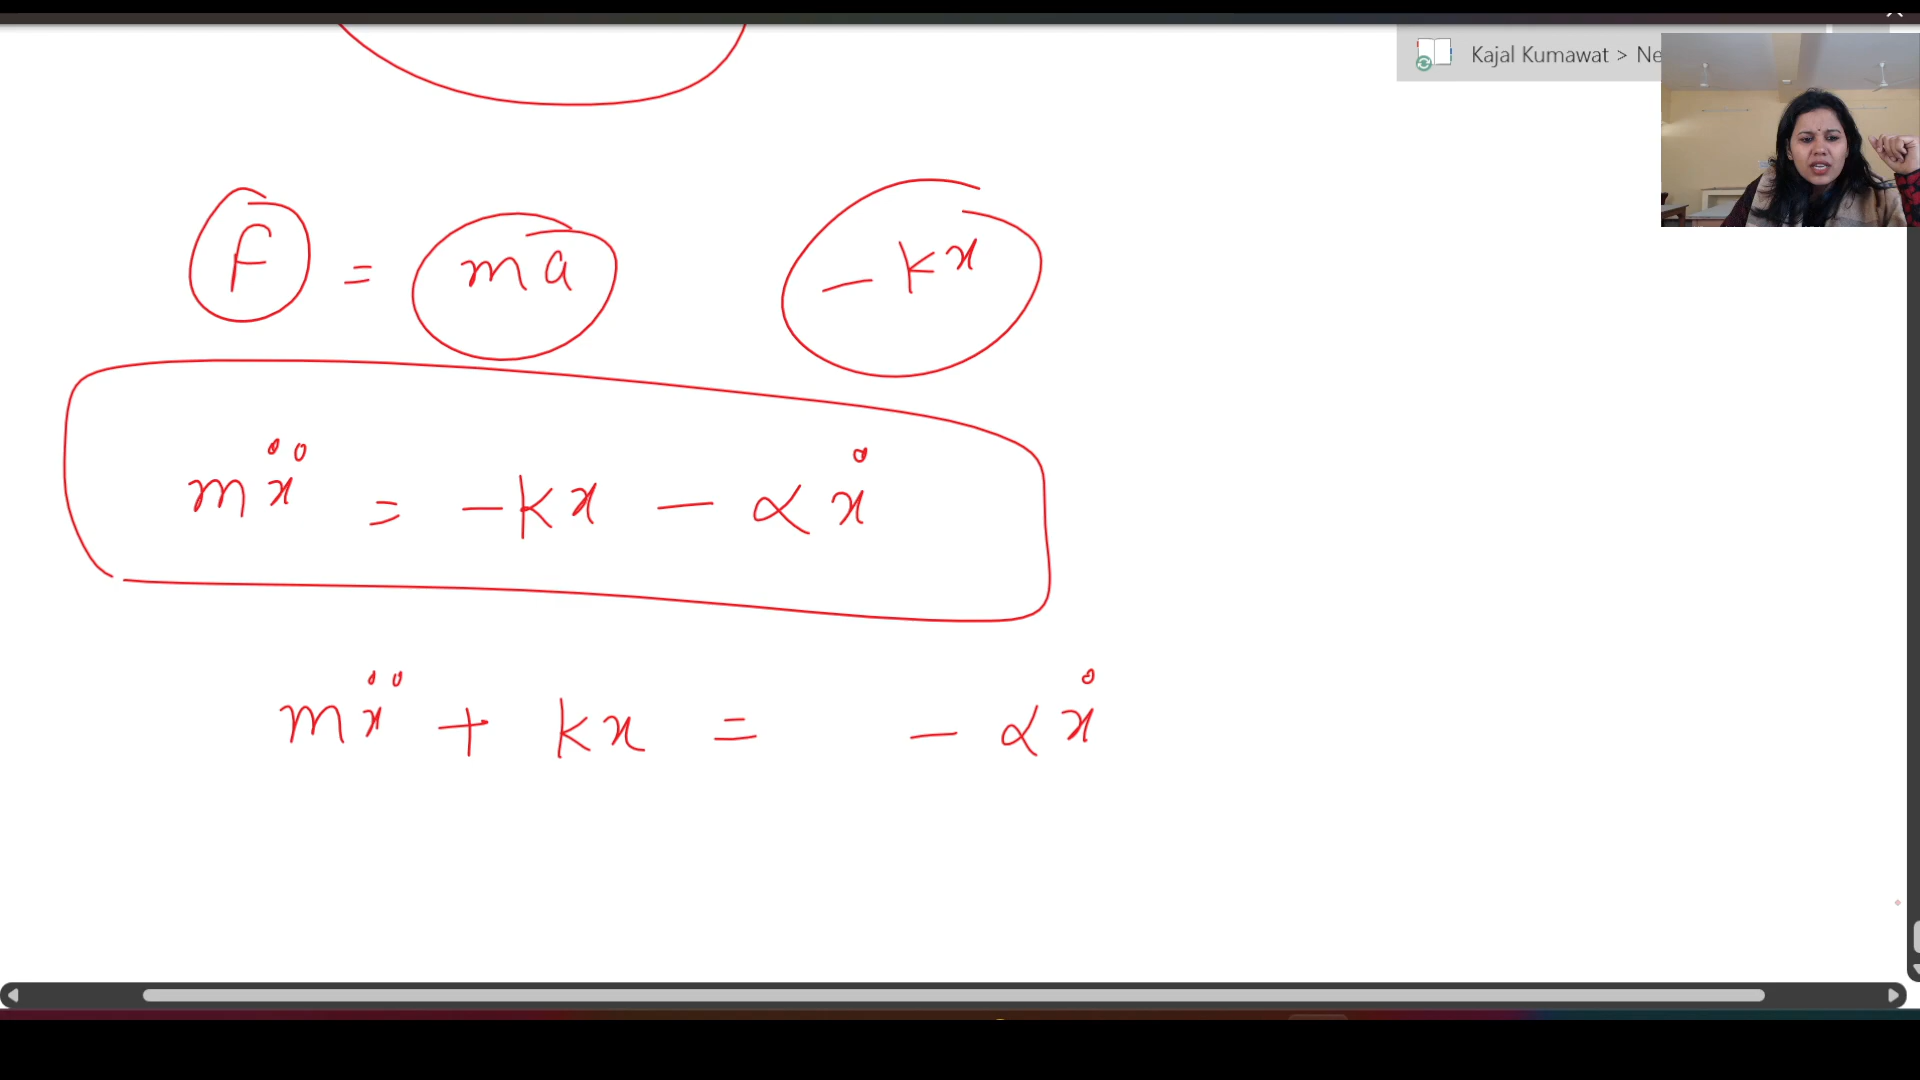 Kajal Kumawat > Ne
F = ma
- kx
mẍ = -kx - αẋ
mẍ + kx = - αẋ